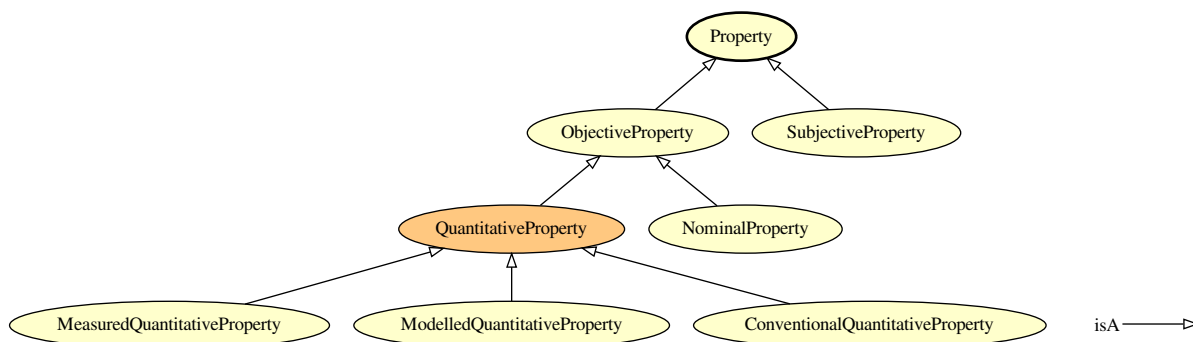 Property
ObjectiveProperty
SubjectiveProperty
QuantitativeProperty
NominalProperty
MeasuredQuantitativeProperty
ModelledQuantitativeProperty
ConventionalQuantitativeProperty
isA